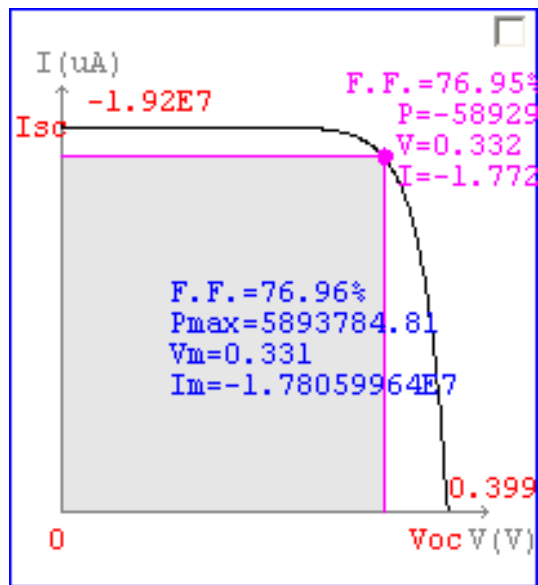 I(uA)
-1.92E7
Isc
F.F.=76.95%
P=-58929
V=0.332
I=-1.772
F.F.=76.96%
Pmax=5893784.81
Vm=0.331
Im=-1.78059964E7
0.399
0
Voc V(V)